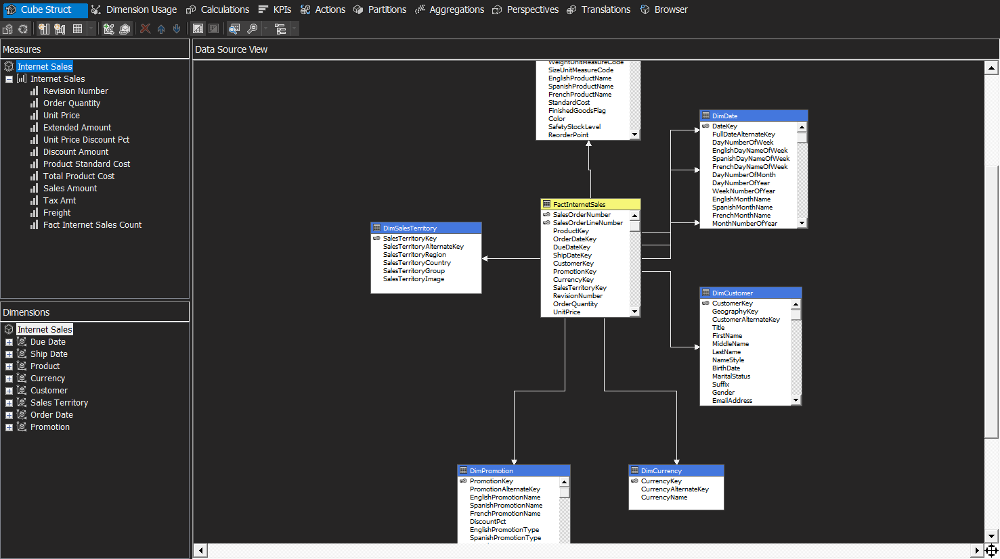 Cube Struct Dimension Usage Calculations KPIs Actions Partitions Aggregations Perspectives Translations Browser
Measures
Internet Sales
Internet Sales
Revision Number
Order Quantity
Unit Price
Extended Amount
Unit Price Discount Pct
Discount Amount
Product Standard Cost
Total Product Cost
Sales Amount
Tax Amt
Freight
Fact Internet Sales Count
Dimensions
Internet Sales
Due Date
Ship Date
Product
Currency
Customer
Sales Territory
Order Date
Promotion
Data Source View
WeightUnitMeasureCode
SizeUnitMeasureCode
EnglishProductName
SpanishProductName
FrenchProductName
StandardCost
FinishedGoodsFlag
Color
SafetyStockLevel
ReorderPoint
DimDate
DateKey
FullDateAlternateKey
DayNumberOfWeek
EnglishDayNameOfWeek
SpanishDayNameOfWeek
FrenchDayNameOfWeek
DayNumberOfMonth
DayNumberOfYear
WeekNumberOfYear
EnglishMonthName
SpanishMonthName
FrenchMonthName
MonthNumberOfYear
FactInternetSales
SalesOrderNumber
SalesOrderLineNumber
ProductKey
OrderDateKey
DueDateKey
ShipDateKey
CustomerKey
PromotionKey
CurrencyKey
SalesTerritoryKey
RevisionNumber
OrderQuantity
UnitPrice
DimSalesTerritory
SalesTerritoryKey
SalesTerritoryAlternateKey
SalesTerritoryRegion
SalesTerritoryCountry
SalesTerritoryGroup
SalesTerritoryImage
DimCustomer
CustomerKey
GeographyKey
CustomerAlternateKey
Title
FirstName
MiddleName
LastName
NameStyle
BirthDate
MaritalStatus
Suffix
Gender
EmailAddress
DimPromotion
PromotionKey
PromotionAlternateKey
EnglishPromotionName
SpanishPromotionName
FrenchPromotionName
DiscountPct
EnglishPromotionType
SpanishPromotionType
DimCurrency
CurrencyKey
CurrencyAlternateKey
CurrencyName